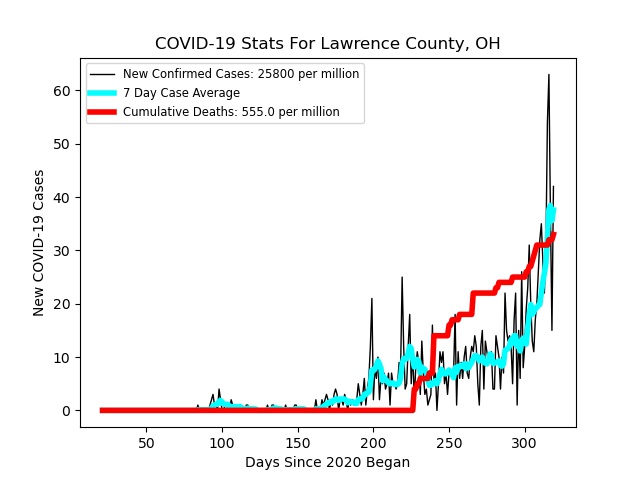 COVID-19 Stats For Lawrence County, OH
New Confirmed Cases: 25800 per million
7 Day Case Average
Cumulative Deaths: 555.0 per million
New COVID-19 Cases
60
50
40
30
20
10
0
50 100 150 200 250 300
Days Since 2020 Began